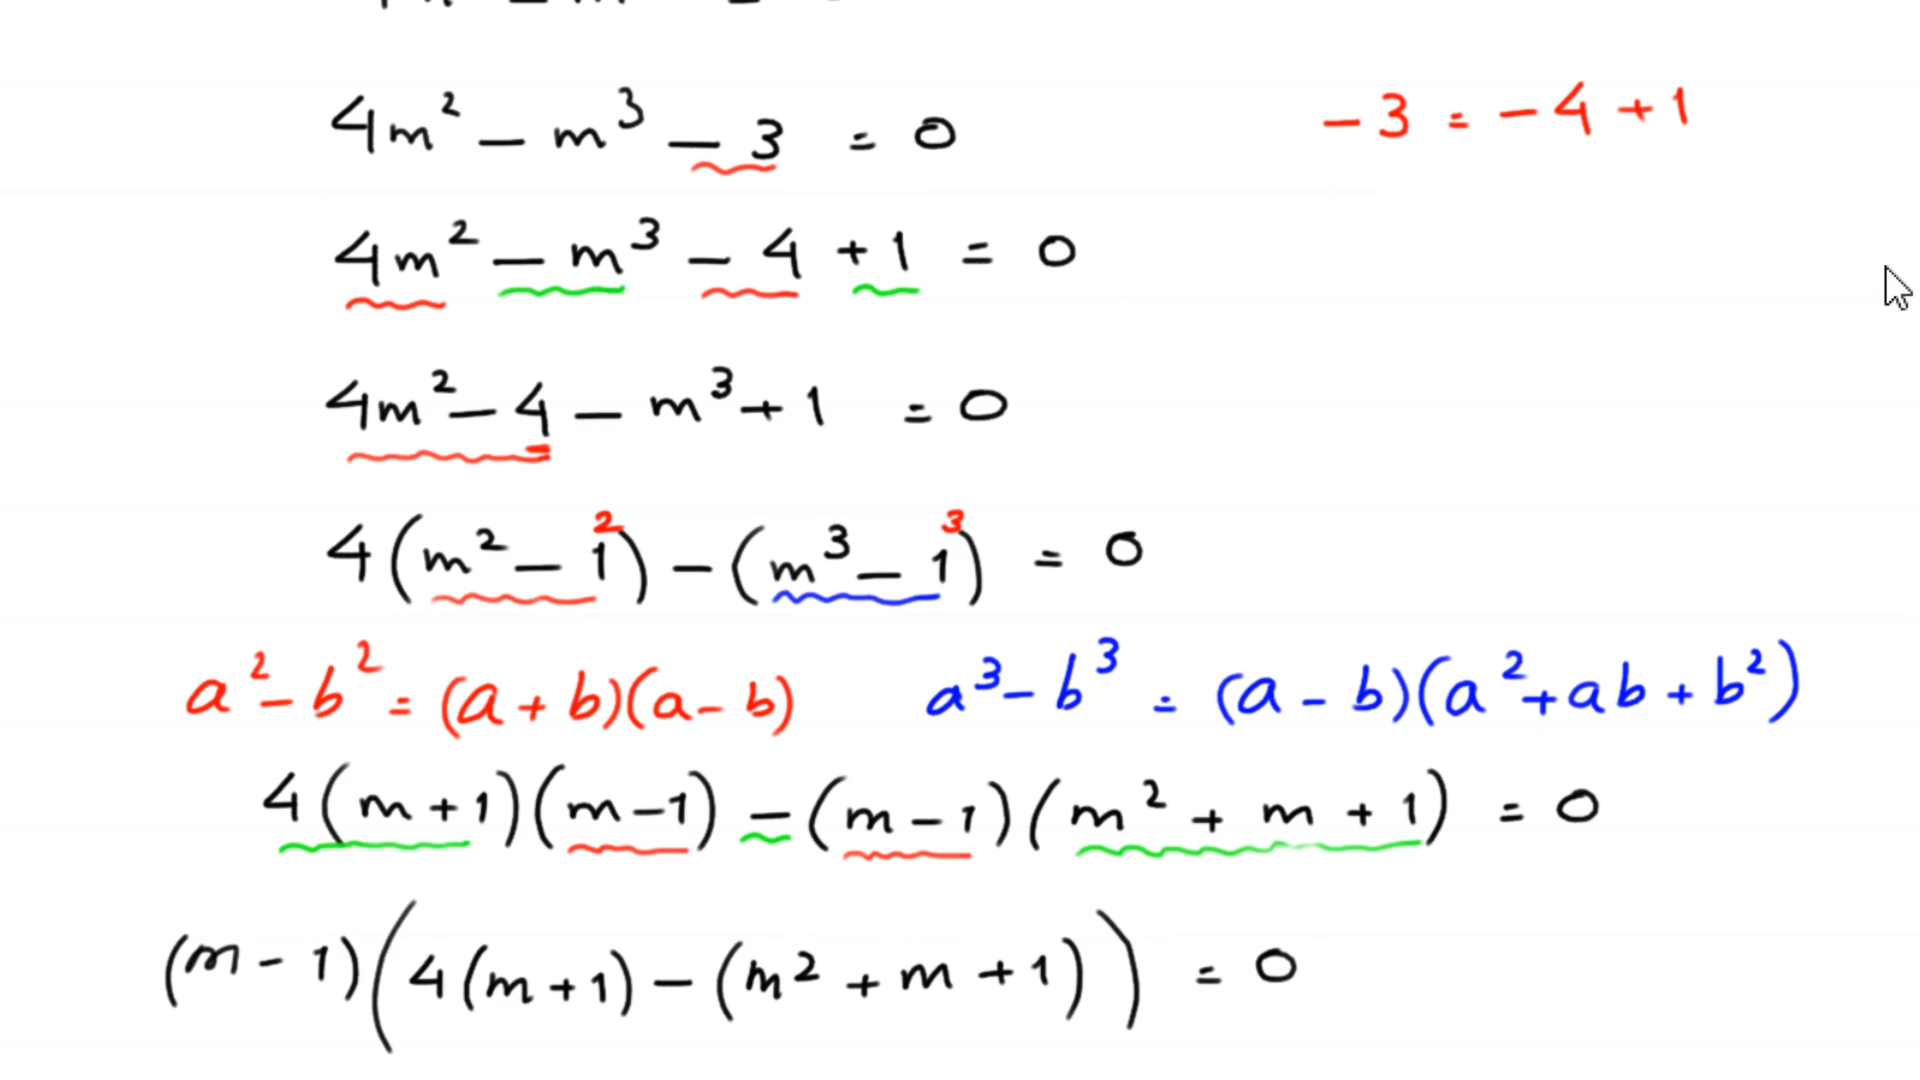 4m² - m³ - 3 = 0
-3 = -4 + 1
4m² - m³ - 4 + 1 = 0
4m² - 4 - m³ + 1 = 0
4(m² - 1²) - (m³ - 1³) = 0
a² - b² = (a + b)(a - b)
a³ - b³ = (a - b)(a² + ab + b²)
4(m + 1)(m - 1) - (m - 1)(m² + m + 1) = 0
(m - 1)(4(m + 1) - (m² + m + 1)) = 0